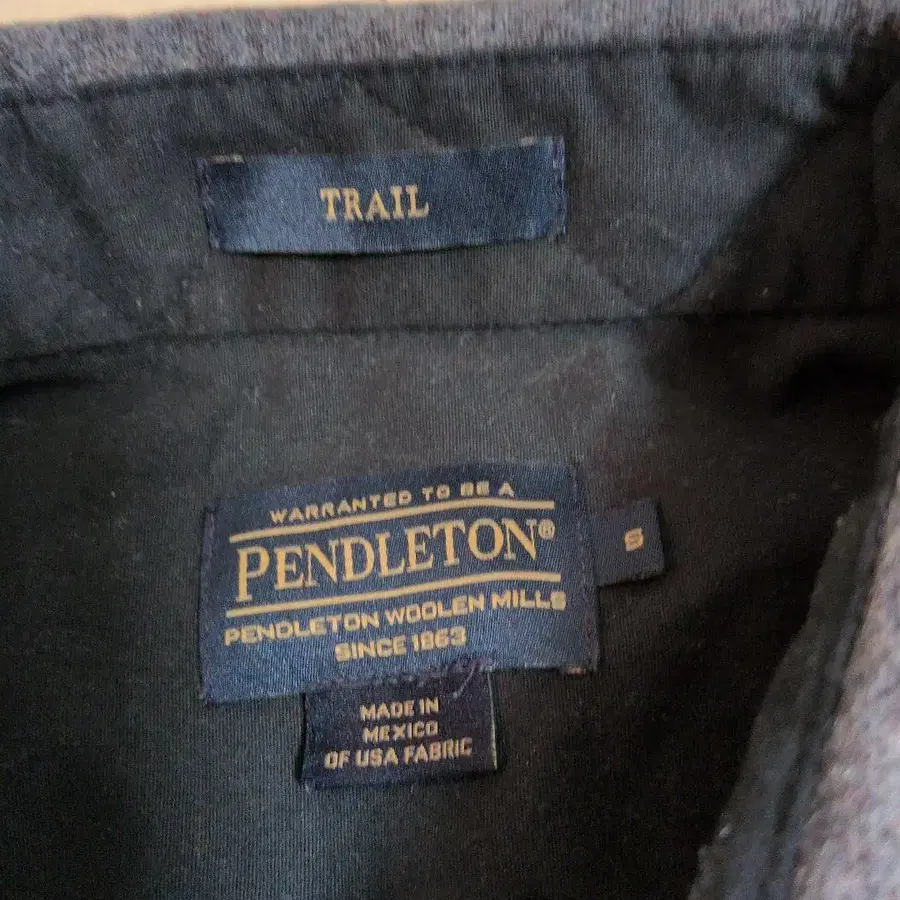 TRAIL
WARRANTED TO BE A
PENDLETON®
PENDLETON WOOLEN MILLS
SINCE 1863
MADE IN
MEXICO
OF USA FABRIC